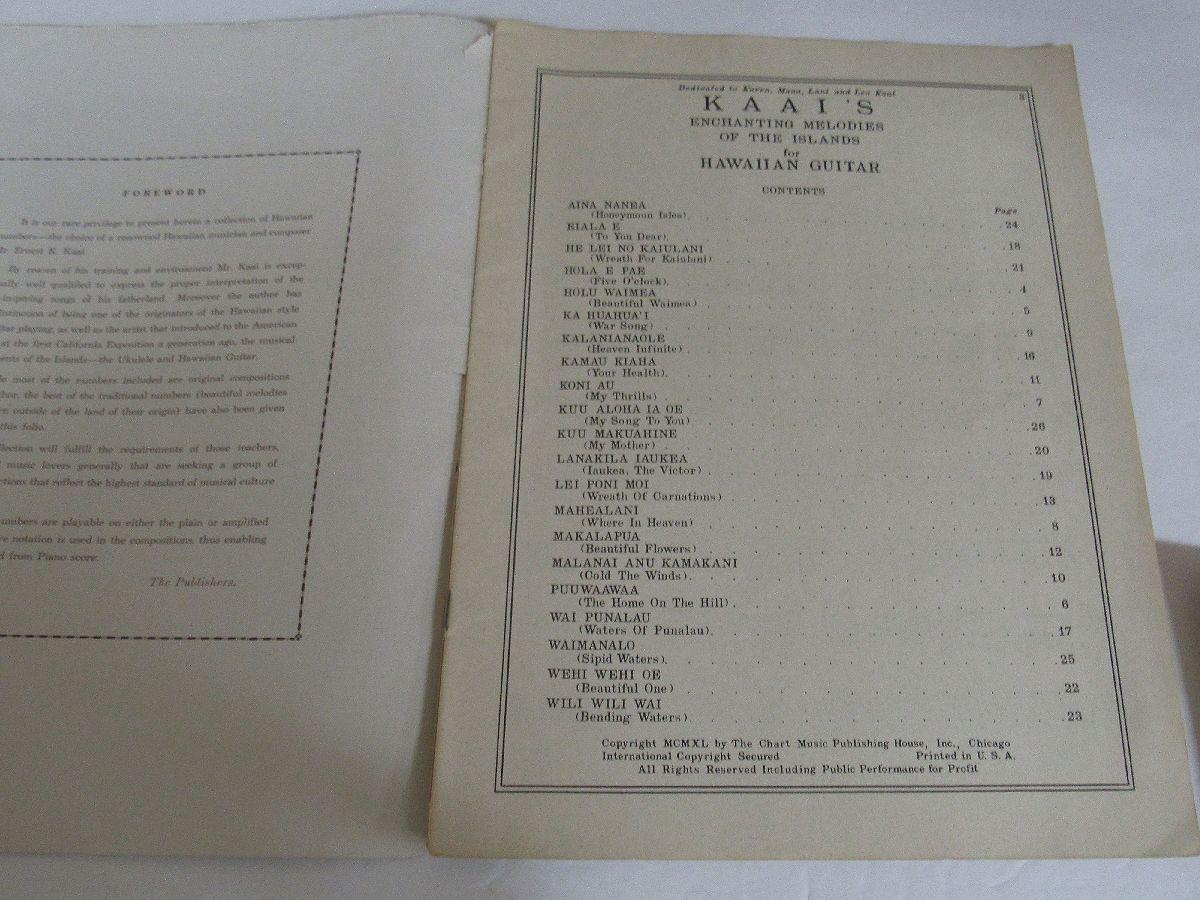 FOREWORD
It is our rare privilege to present herein a collection of Hawaiian
numbers—the choice of a renowned Hawaiian musician and composer
Mr. Ernest K. Kaai.
By reason of his training and environment Mr. Kaai is excep-
ally well qualified to express the proper interpretation of the
-inspiring songs of his fatherland. Moreover the author has
distinction of being one of the originators of the Hawaiian style
tar playing, as well as the artist that introduced to the American
at the first California Exposition a generation ago, the musical
ents of the Islands—the Ukulele and Hawaiian Guitar.
le most of the numbers included are original compositions
thor, the best of the traditional numbers (beautiful melodies
n outside of the land of their origin) have also been given
this folio.
llection will fulfill the requirements of those teachers,
music lovers generally that are seeking a group of
ctions that reflect the highest standard of musical culture
umbers are playable on either the plain or amplified
re notation is used in the compositions, thus enabling
d from Piano score.
The Publishers.
3
Dedicated to Karen, Mana, Lani and Lea Kaai
KAAI'S
ENCHANTING MELODIES
OF THE ISLANDS
for
HAWAIIAN GUITAR
CONTENTS
Page
AINA NANEA
(Honeymoon Isles). 24
EIALA E
(To You Dear). 18
HE LEI NO KAIULANI
(Wreath For Kaiulani) 21
HOLA E PAE
(Five O'clock). 4
HOLU WAIMEA
(Beautiful Waimea) 5
KA HUAHUA'I
(War Song) 9
KALANIANAOLE
(Heaven Infinite) 16
KAMAU KIAHA
(Your Health). 11
KONI AU
(My Thrills) 7
KUU ALOHA IA OE
(My Song To You) 26
KUU MAKUAHINE
(My Mother) 20
LANAKILA IAUKEA
(Iaukea, The Victor) 19
LEI PONI MOI
(Wreath Of Carnations) 13
MAHEALANI
(Where In Heaven) 8
MAKALAPUA
(Beautiful Flowers) 12
MALANAI ANU KAMAKANI
(Cold The Winds). 10
PUUWAAWAA
(The Home On The Hill). 6
WAI PUNALAU
(Waters Of Punalau). 17
WAIMANALO
(Sipid Waters). 25
WEHI WEHI OE
(Beautiful One) 22
WILI WILI WAI
(Bending Waters) 23
Copyright MCMXL by The Chart Music Publishing House, Inc., Chicago
International Copyright Secured Printed in U. S. A.
All Rights Reserved Including Public Performance for Profit